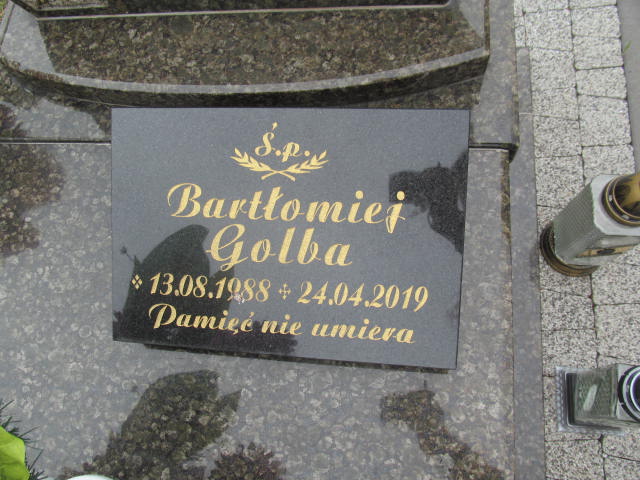 Ś.p.
Bartłomiej
Golba
13.08.1988 24.04.2019
Pamięć nie umiera